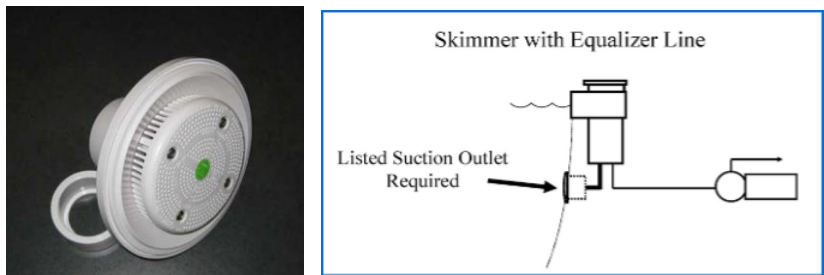 Skimmer with Equalizer Line
Listed Suction Outlet
Required